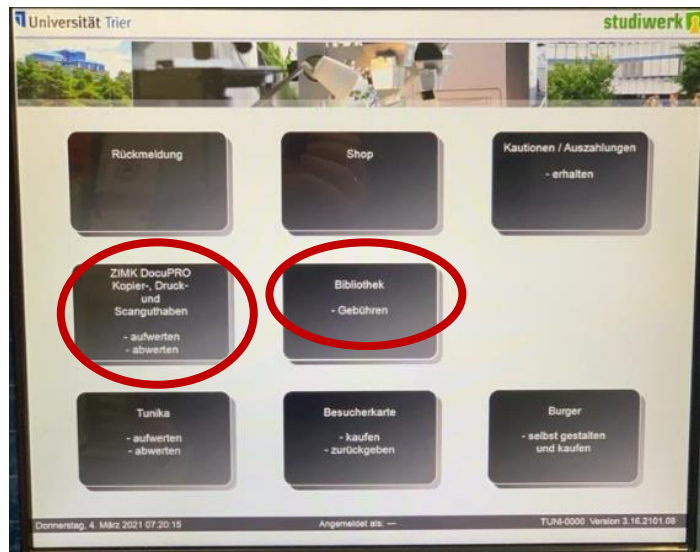 Universität Trier
studiwerk
Rückmeldung
Shop
Kautionen / Auszahlungen
- erhalten
ZIMK DocuPRO
Kopier-, Druck-
und
Scanguthaben
- aufwerten
- abwerten
Bibliothek
- Gebühren
Tunika
- aufwerten
- abwerten
Besucherkarte
- kaufen
- zurückgeben
Burger
- selbst gestalten
und kaufen
Donnerstag, 4. März 2021 07:20:15
Angemeldet als: ---
TUNI-0000 Version 3.16.2101.08